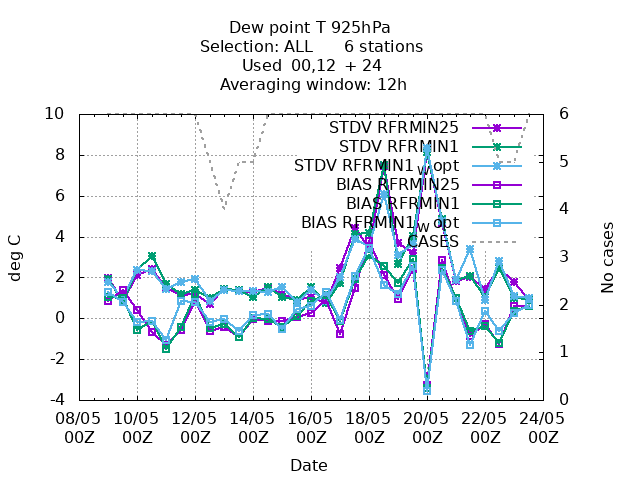 Dew point T 925hPa
Selection: ALL 6 stations
Used 00,12 + 24
Averaging window: 12h
10
8
6
4
2
0
-2
-4
deg C
6
5
4
3
2
1
0
No cases
STDV RFRMIN25
STDV RFRMIN1
STDV RFRMIN1_w_opt
BIAS RFRMIN25
BIAS RFRMIN1
BIAS RFRMIN1_w_opt
CASES
08/05 10/05 12/05 14/05 16/05 18/05 20/05 22/05 24/05
00Z 00Z 00Z 00Z 00Z 00Z 00Z 00Z 00Z
Date